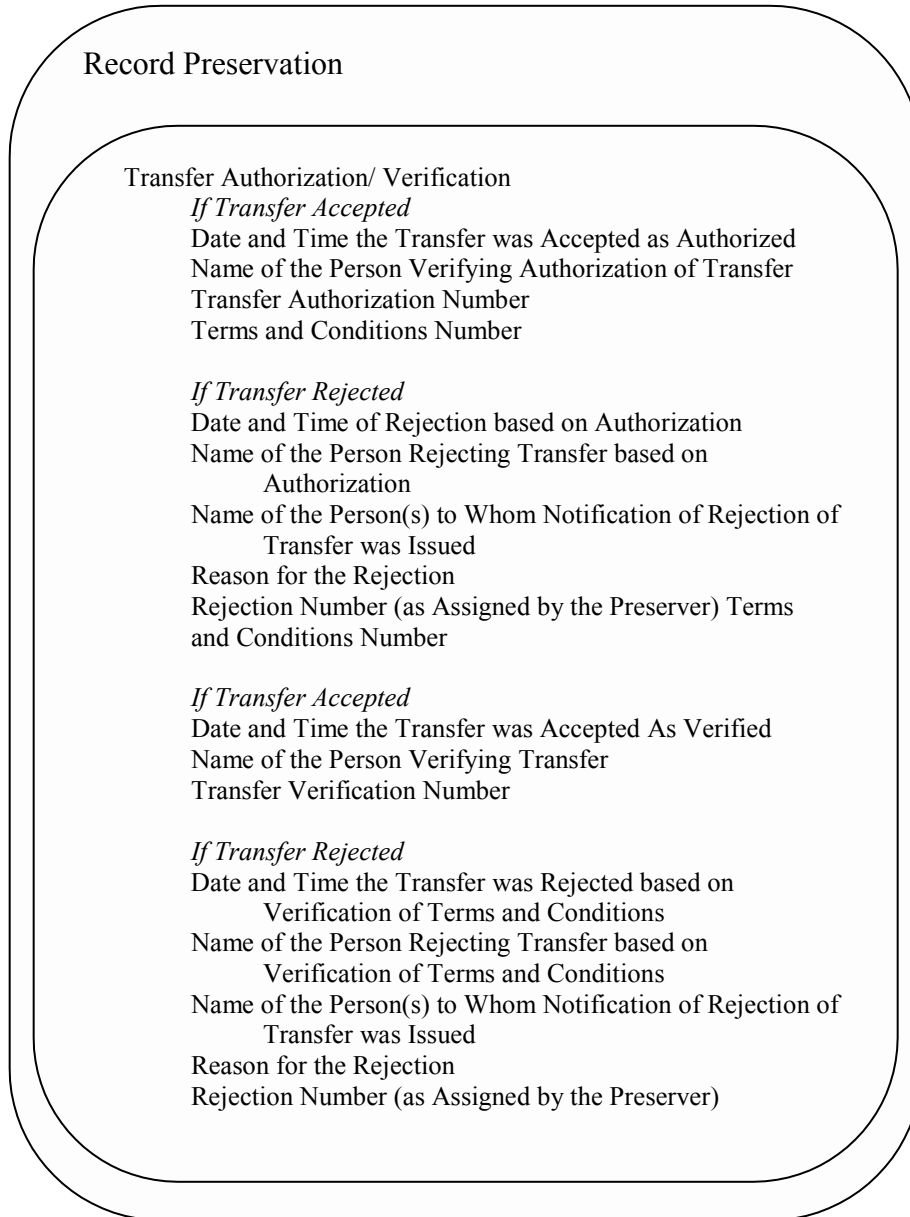 Record Preservation
Transfer Authorization/ Verification
If Transfer Accepted
Date and Time the Transfer was Accepted as Authorized
Name of the Person Verifying Authorization of Transfer
Transfer Authorization Number
Terms and Conditions Number
If Transfer Rejected
Date and Time of Rejection based on Authorization
Name of the Person Rejecting Transfer based on
Authorization
Name of the Person(s) to Whom Notification of Rejection of
Transfer was Issued
Reason for the Rejection
Rejection Number (as Assigned by the Preserver) Terms
and Conditions Number
If Transfer Accepted
Date and Time the Transfer was Accepted As Verified
Name of the Person Verifying Transfer
Transfer Verification Number
If Transfer Rejected
Date and Time the Transfer was Rejected based on
Verification of Terms and Conditions
Name of the Person Rejecting Transfer based on
Verification of Terms and Conditions
Name of the Person(s) to Whom Notification of Rejection of
Transfer was Issued
Reason for the Rejection
Rejection Number (as Assigned by the Preserver)